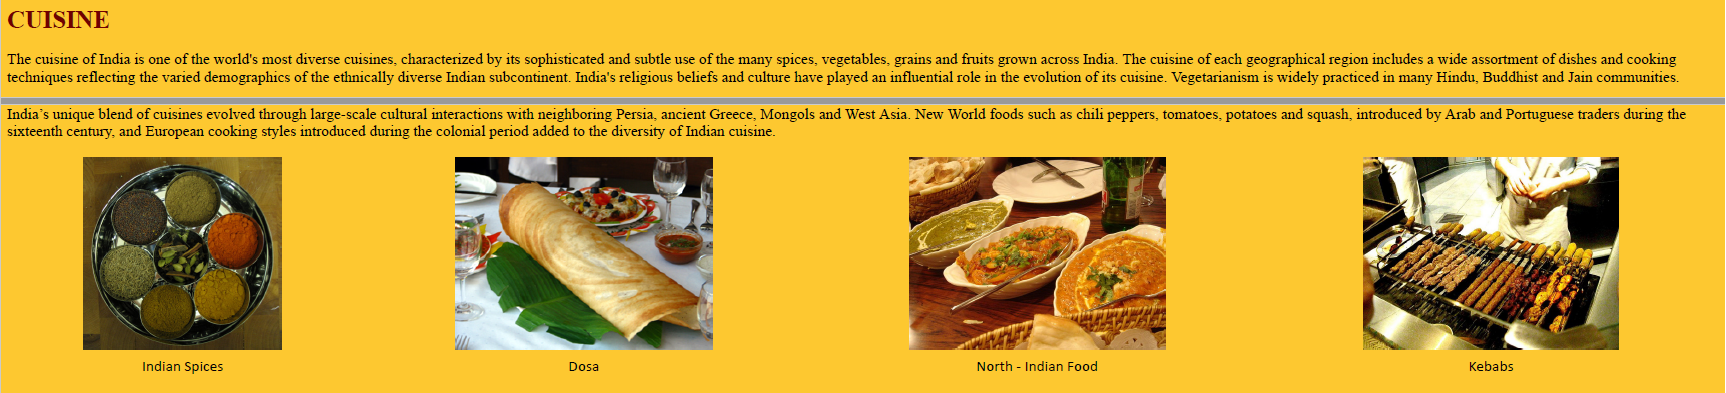 CUISINE
The cuisine of India is one of the world's most diverse cuisines, characterized by its sophisticated and subtle use of the many spices, vegetables, grains and fruits grown across India. The cuisine of each geographical region includes a wide assortment of dishes and cooking
techniques reflecting the varied demographics of the ethnically diverse Indian subcontinent. India's religious beliefs and culture have played an influential role in the evolution of its cuisine. Vegetarianism is widely practiced in many Hindu, Buddhist and Jain communities.
India’s unique blend of cuisines evolved through large-scale cultural interactions with neighboring Persia, ancient Greece, Mongols and West Asia. New World foods such as chili peppers, tomatoes, potatoes and squash, introduced by Arab and Portuguese traders during the
sixteenth century, and European cooking styles introduced during the colonial period added to the diversity of Indian cuisine.
Indian Spices
Dosa
North - Indian Food
Kebabs